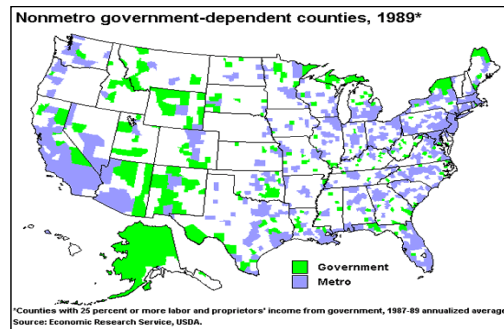 Nonmetro government-dependent counties, 1989*
Government
Metro
*Counties with 25 percent or more labor and proprietors' income from government, 1987-89 annualized average
Source: Economic Research Service, USDA.